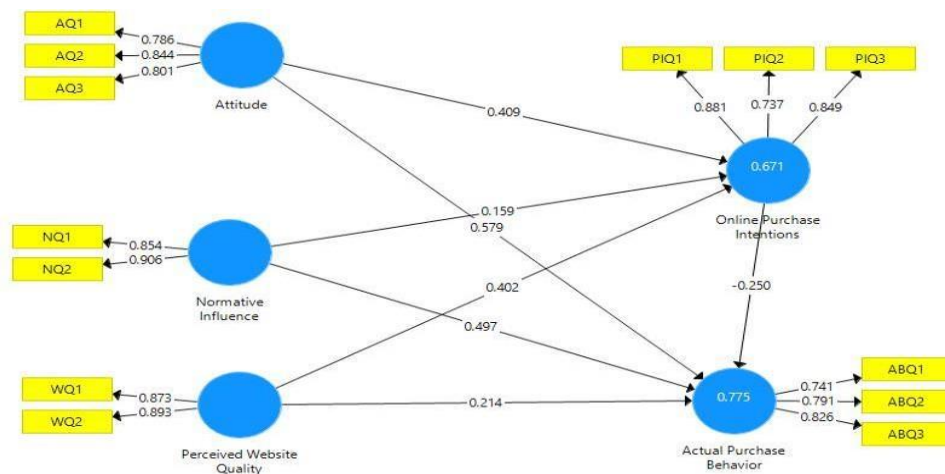 AQ1
0.786
AQ2
0.844
AQ3
0.801
Attitude
PIQ1
PIQ2
PIQ3
0.881
0.737
0.849
0.409
0.671
Online Purchase
Intentions
NQ1
0.854
NQ2
0.906
Normative
Influence
0.159
0.579
0.402
0.497
-0.250
WQ1
0.873
WQ2
0.893
Perceived Website
Quality
0.214
0.775
Actual Purchase
Behavior
ABQ1
0.741
ABQ2
0.791
ABQ3
0.826